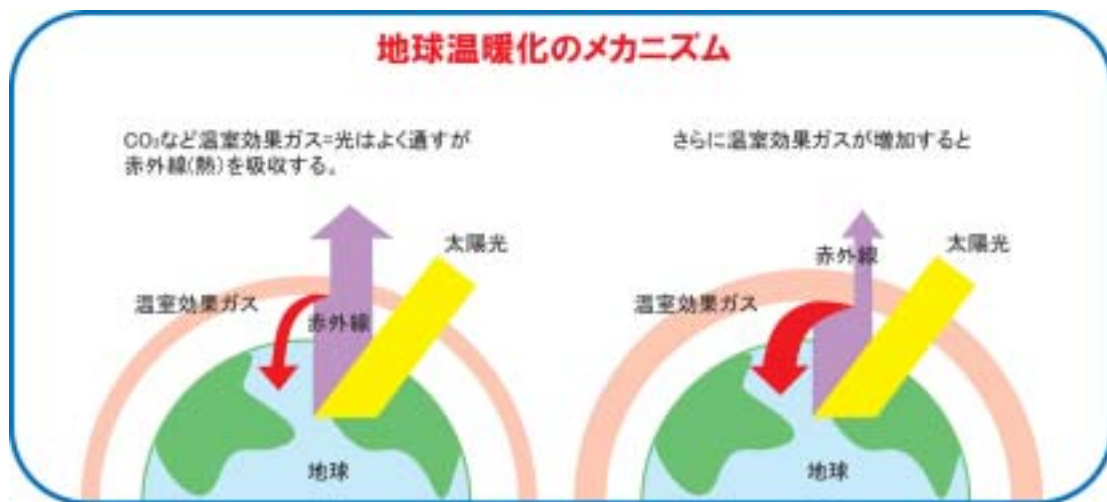 地球温暖化のメカニズム
CO₂など温室効果ガス=光はよく通すが
赤外線(熱)を吸収する。
太陽光
温室効果ガス
赤外線
地球
さらに温室効果ガスが増加すると
赤外線
太陽光
温室効果ガス
地球